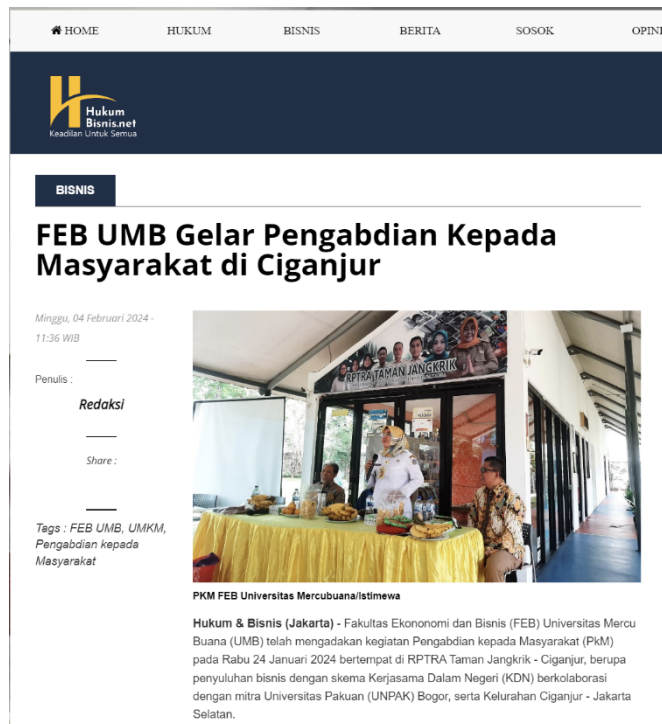 HOME HUKUM BISNIS BERITA SOSOK OPINI
Hukum
Bisnis.net
Keadilan Untuk Semua
BISNIS
FEB UMB Gelar Pengabdian Kepada
Masyarakat di Ciganjur
Minggu, 04 Februari 2024 -
11:36 WIB
Penulis :
Redaksi
Share :
Tags : FEB UMB, UMKM,
Pengabdian kepada
Masyarakat
RPTRA TAMAN JANGKRIK
PKM FEB Universitas Mercubuana/Istimewa
Hukum & Bisnis (Jakarta) - Fakultas Ekononomi dan Bisnis (FEB) Universitas Mercu
Buana (UMB) telah mengadakan kegiatan Pengabdian kepada Masyarakat (PkM)
pada Rabu 24 Januari 2024 bertempat di RPTRA Taman Jangkrik - Ciganjur, berupa
penyuluhan bisnis dengan skema Kerjasama Dalam Negeri (KDN) berkolaborasi
dengan mitra Universitas Pakuan (UNPAK) Bogor, serta Kelurahan Ciganjur - Jakarta
Selatan.